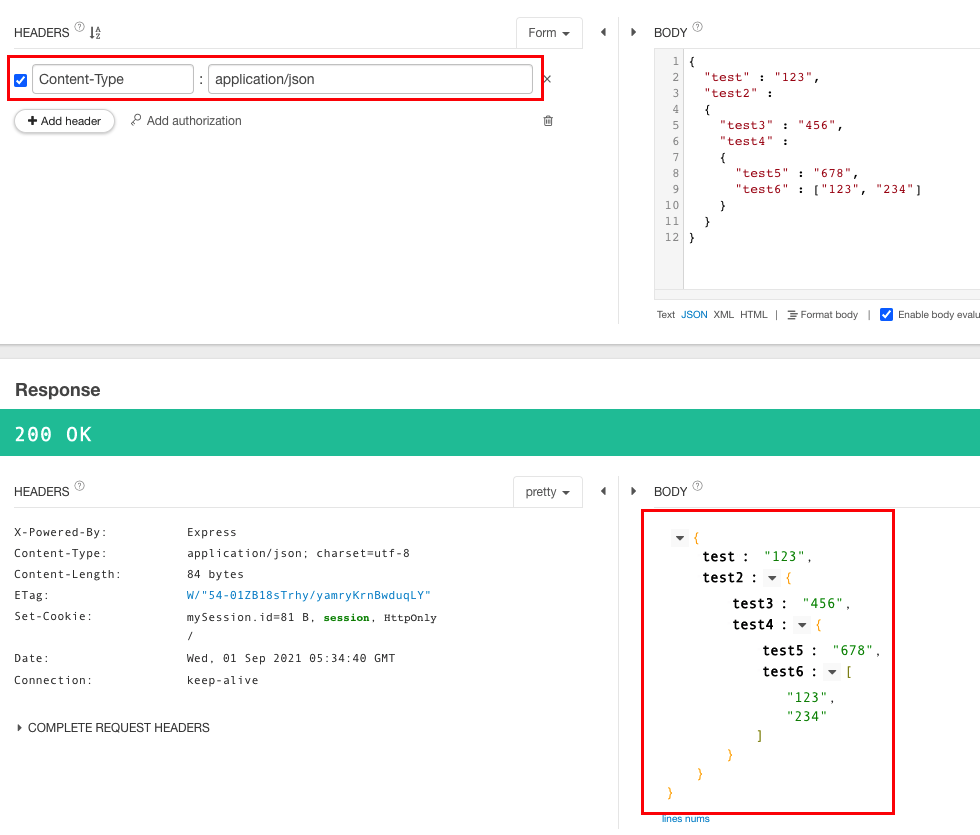 HEADERS ?
Form
Content-Type : application/json ×
+ Add header Add authorization
BODY ?
1 {
2 "test" : "123",
3 "test2" :
4 {
5 "test3" : "456",
6 "test4" :
7 {
8 "test5" : "678",
9 "test6" : ["123", "234"]
10 }
11 }
12 }
Text JSON XML HTML | Format body | Enable body evalu
Response
200 OK
HEADERS ?
pretty
X-Powered-By: Express
Content-Type: application/json; charset=utf-8
Content-Length: 84 bytes
ETag: W/"54-01ZB18sTrhy/yamryKrnBwduqLY"
Set-Cookie: mySession.id=81 B, session, HttpOnly
/
Date: Wed, 01 Sep 2021 05:34:40 GMT
Connection: keep-alive
COMPLETE REQUEST HEADERS
BODY ?
{
test : "123",
test2 : {
test3 : "456",
test4 : {
test5 : "678",
test6 : [
"123",
"234"
]
}
}
}
lines nums